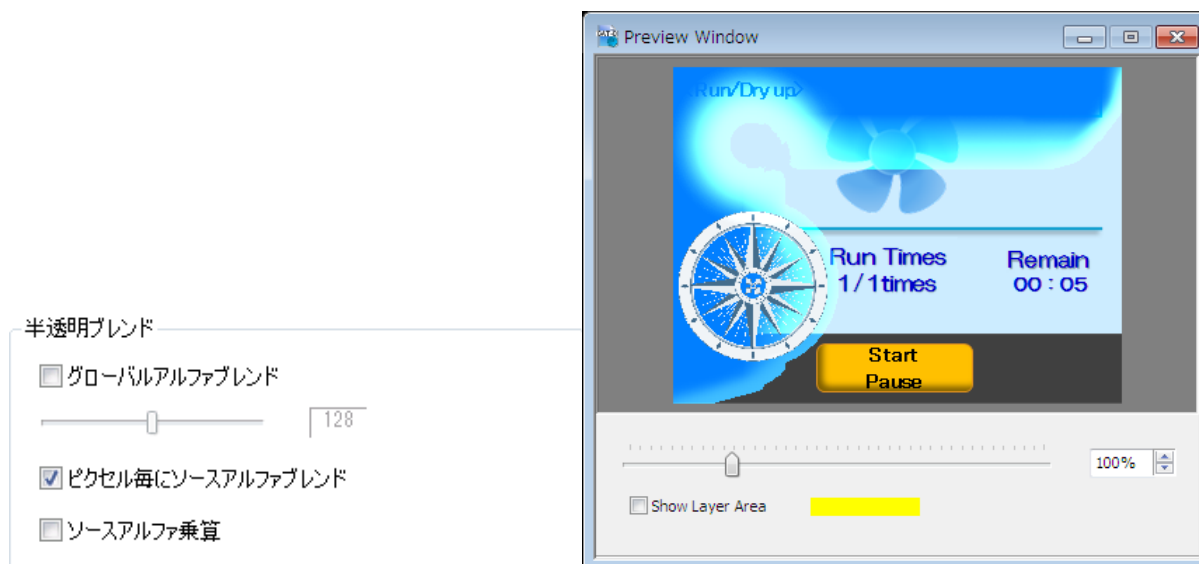 半透明ブレンド
グローバルアルファブレンド
128
ピクセル毎にソースアルファブレンド
ソースアルファ乗算
Preview Window
<Run/Dry up>
Run Times
1/1times
Remain
00:05
Start
Pause
100%
Show Layer Area